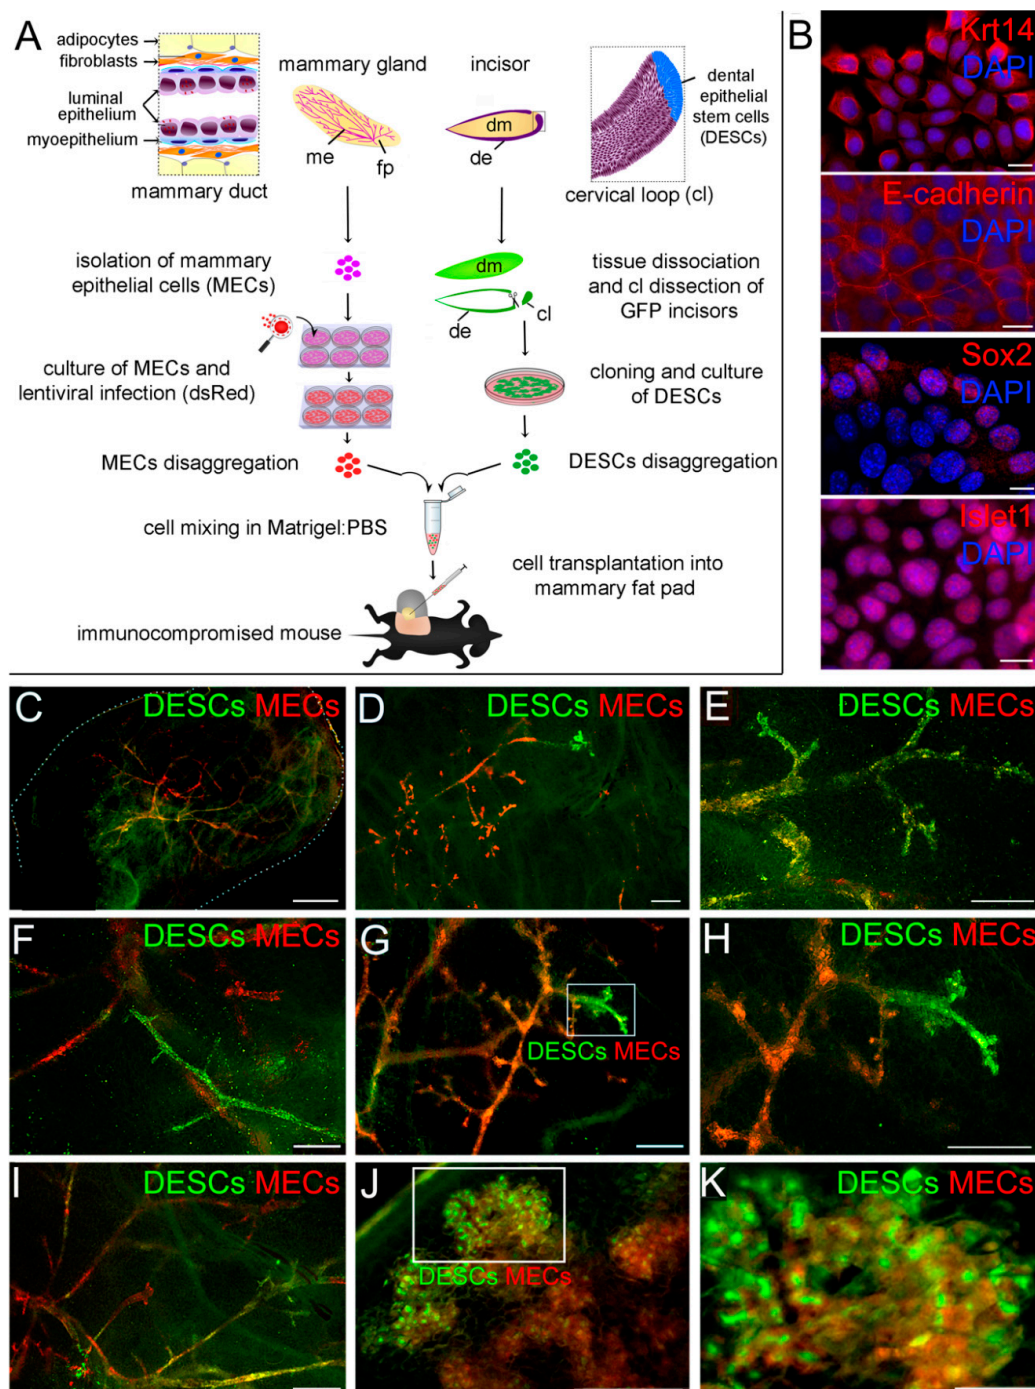 A
adipocytes
fibroblasts
luminal
epithelium
myoepithelium
mammary duct
mammary gland
me
fp
incisor
dm
de
dental
epithelial
stem cells
(DESCs)
cervical loop (cl)
isolation of mammary
epithelial cells (MECs)
dm
de
cl
tissue dissociation
and cl dissection of
GFP incisors
culture of MECs and
lentiviral infection (dsRed)
cloning and culture
of DESCs
MECs disaggregation
DESCs disaggregation
cell mixing in Matrigel:PBS
cell transplantation into
mammary fat pad
immunocompromised mouse
B
Krt14
DAPI
E-cadherin
DAPI
Sox2
DAPI
Islet1
DAPI
C
DESCs MECs
D
DESCs MECs
E
DESCs MECs
F
DESCs MECs
G
DESCs MECs
H
DESCs MECs
I
DESCs MECs
J
DESCs MECs
K
DESCs MECs